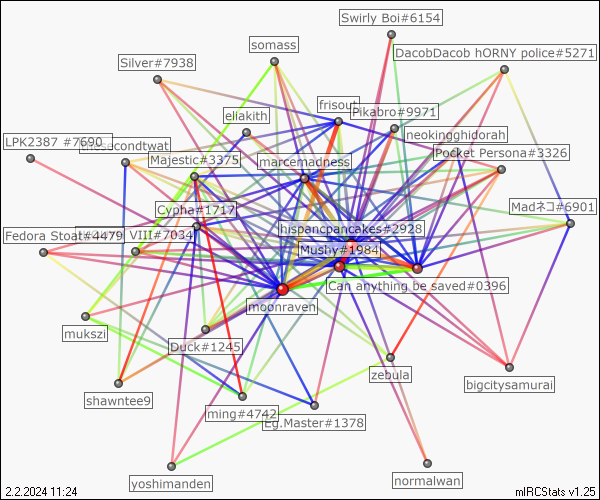 Swirly Boi#6154
somass
DacobDacob hORNY police#5271
Silver#7938
frisout
Pikabro#9971
eliakith
neokingghidorah
LPK2387 #7690
thesecondtwat
Majestic#3375
marcemadness
Pocket Persona#3326
Cypha#1717
Madネコ#6901
hispancpancakes#2928
Fedora Stoat#4479
VIII#7034
Mushy#1984
Can anything be saved#0396
moonraven
mukszi
Duck#1245
zebula
bigcitysamurai
shawntee9
ming#4742
Eg.Master#1378
yoshimanden
normalwan
2.2.2024 11:24
mIRCStats v1.25